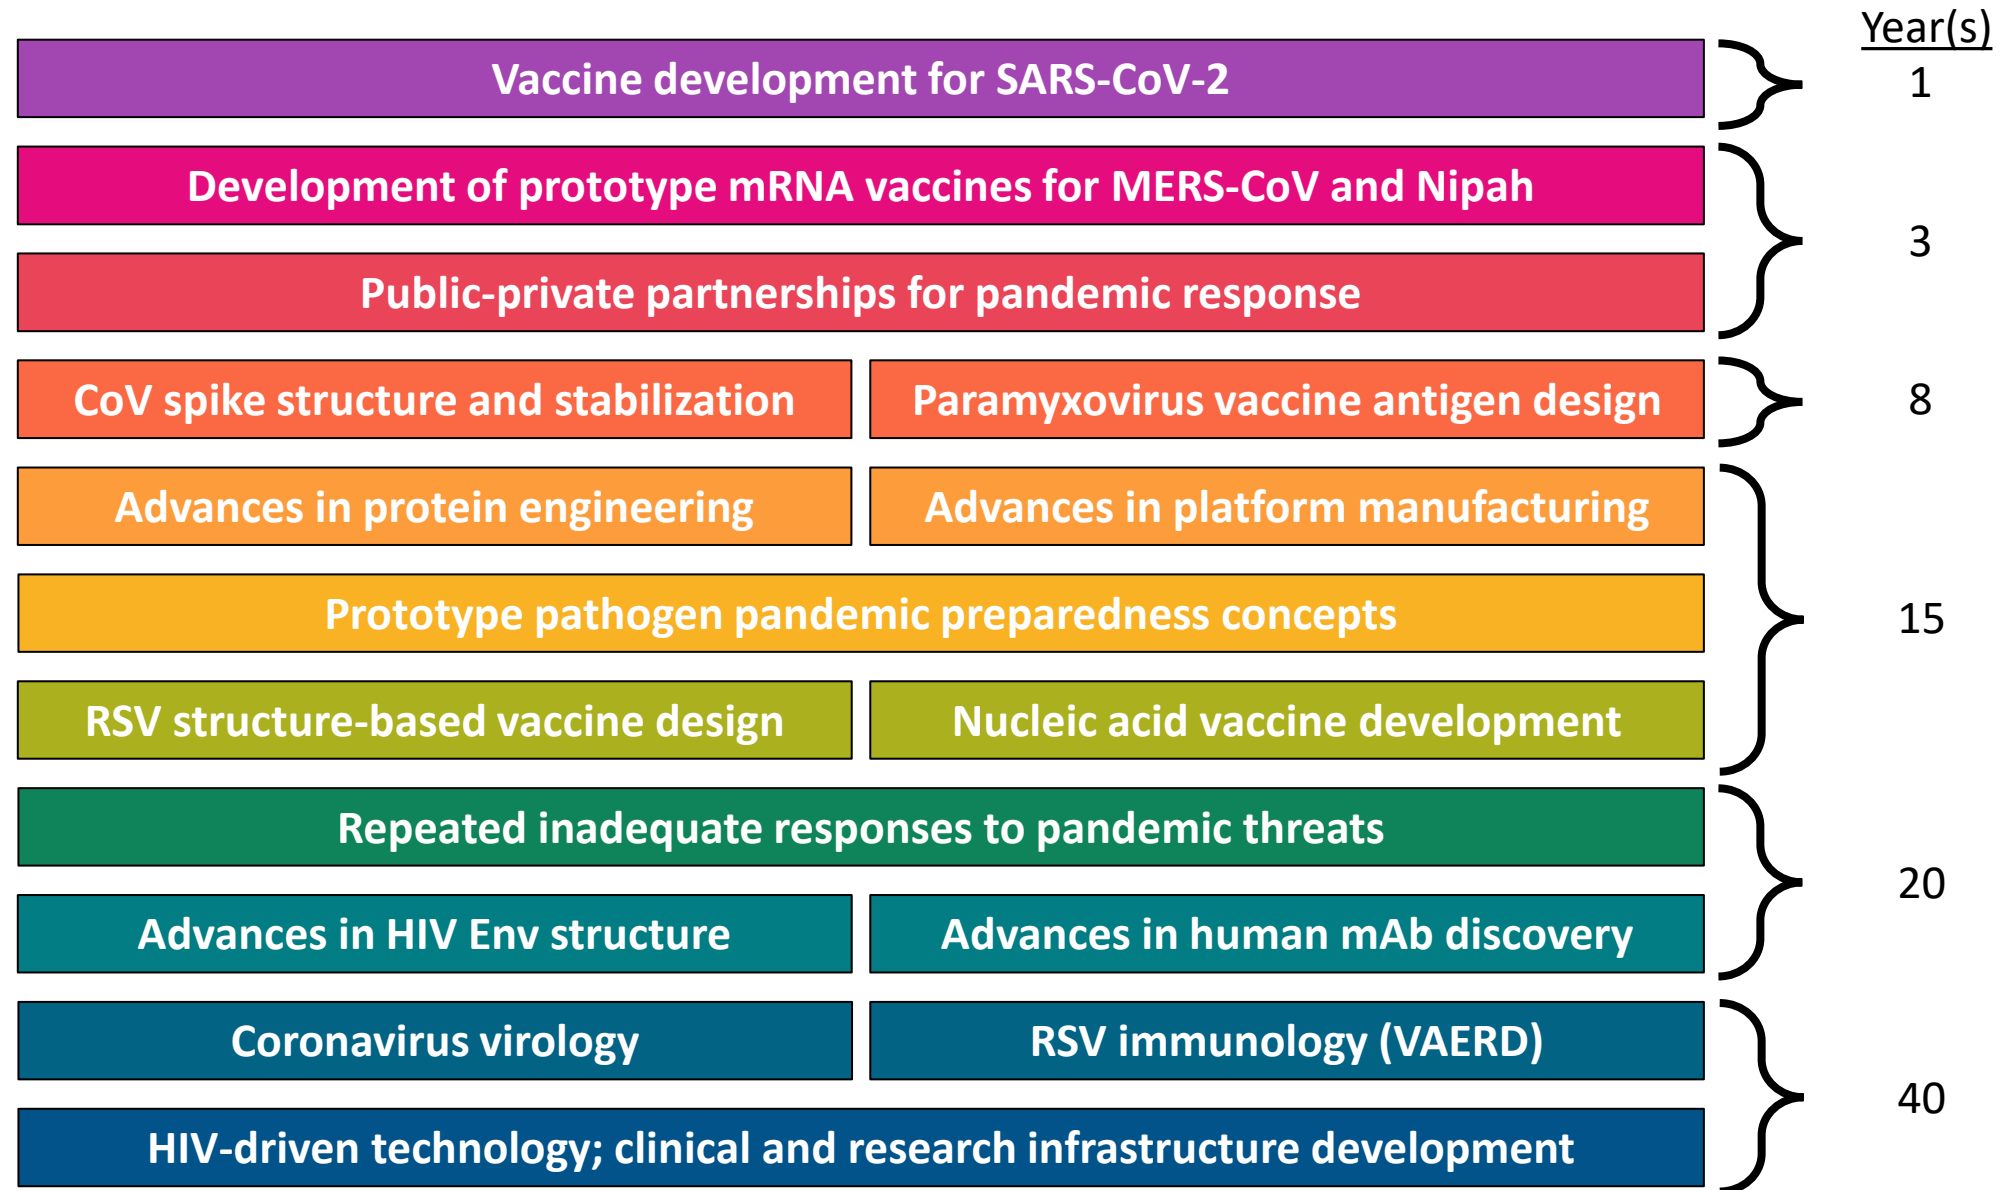 Year(s)
Vaccine development for SARS-CoV-2
1
Development of prototype mRNA vaccines for MERS-CoV and Nipah
Public-private partnerships for pandemic response
3
CoV spike structure and stabilization
Paramyxovirus vaccine antigen design
8
Advances in protein engineering
Advances in platform manufacturing
Prototype pathogen pandemic preparedness concepts
15
RSV structure-based vaccine design
Nucleic acid vaccine development
Repeated inadequate responses to pandemic threats
20
Advances in HIV Env structure
Advances in human mAb discovery
Coronavirus virology
RSV immunology (VAERD)
40
HIV-driven technology; clinical and research infrastructure development